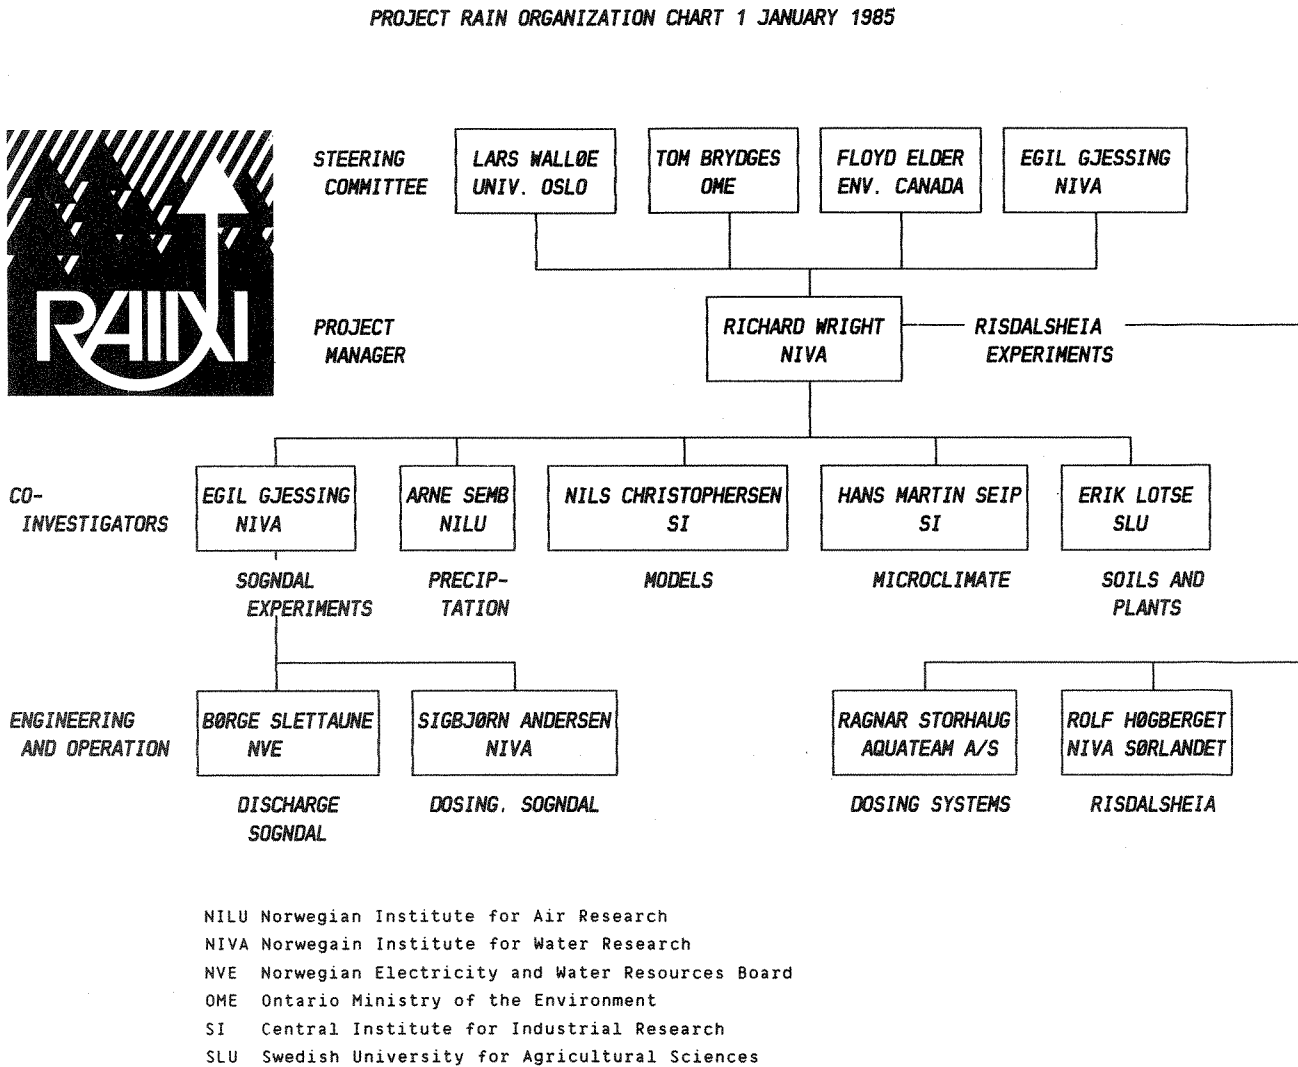 PROJECT RAIN ORGANIZATION CHART 1 JANUARY 1985
RAIN
STEERING
COMMITTEE
LARS WALLØE
UNIV. OSLO
TOM BRYDGES
OME
FLOYD ELDER
ENV. CANADA
EGIL GJESSING
NIVA
PROJECT
MANAGER
RICHARD WRIGHT
NIVA
RISDALSHEIA
EXPERIMENTS
CO-
INVESTIGATORS
EGIL GJESSING
NIVA
ARNE SEMB
NILU
NILS CHRISTOPHERSEN
SI
HANS MARTIN SEIP
SI
ERIK LOTSE
SLU
SOGNDAL
EXPERIMENTS
PRECIP-
TATION
MODELS
MICROCLIMATE
SOILS AND
PLANTS
ENGINEERING
AND OPERATION
BØRGE SLETTAUNE
NVE
SIGBJØRN ANDERSEN
NIVA
RAGNAR STORHAUG
AQUATEAM A/S
ROLF HØGBERGET
NIVA SØRLANDET
DISCHARGE
SOGNDAL
DOSING, SOGNDAL
DOSING SYSTEMS
RISDALSHEIA
NILU Norwegian Institute for Air Research
NIVA Norwegain Institute for Water Research
NVE Norwegian Electricity and Water Resources Board
OME Ontario Ministry of the Environment
SI Central Institute for Industrial Research
SLU Swedish University for Agricultural Sciences